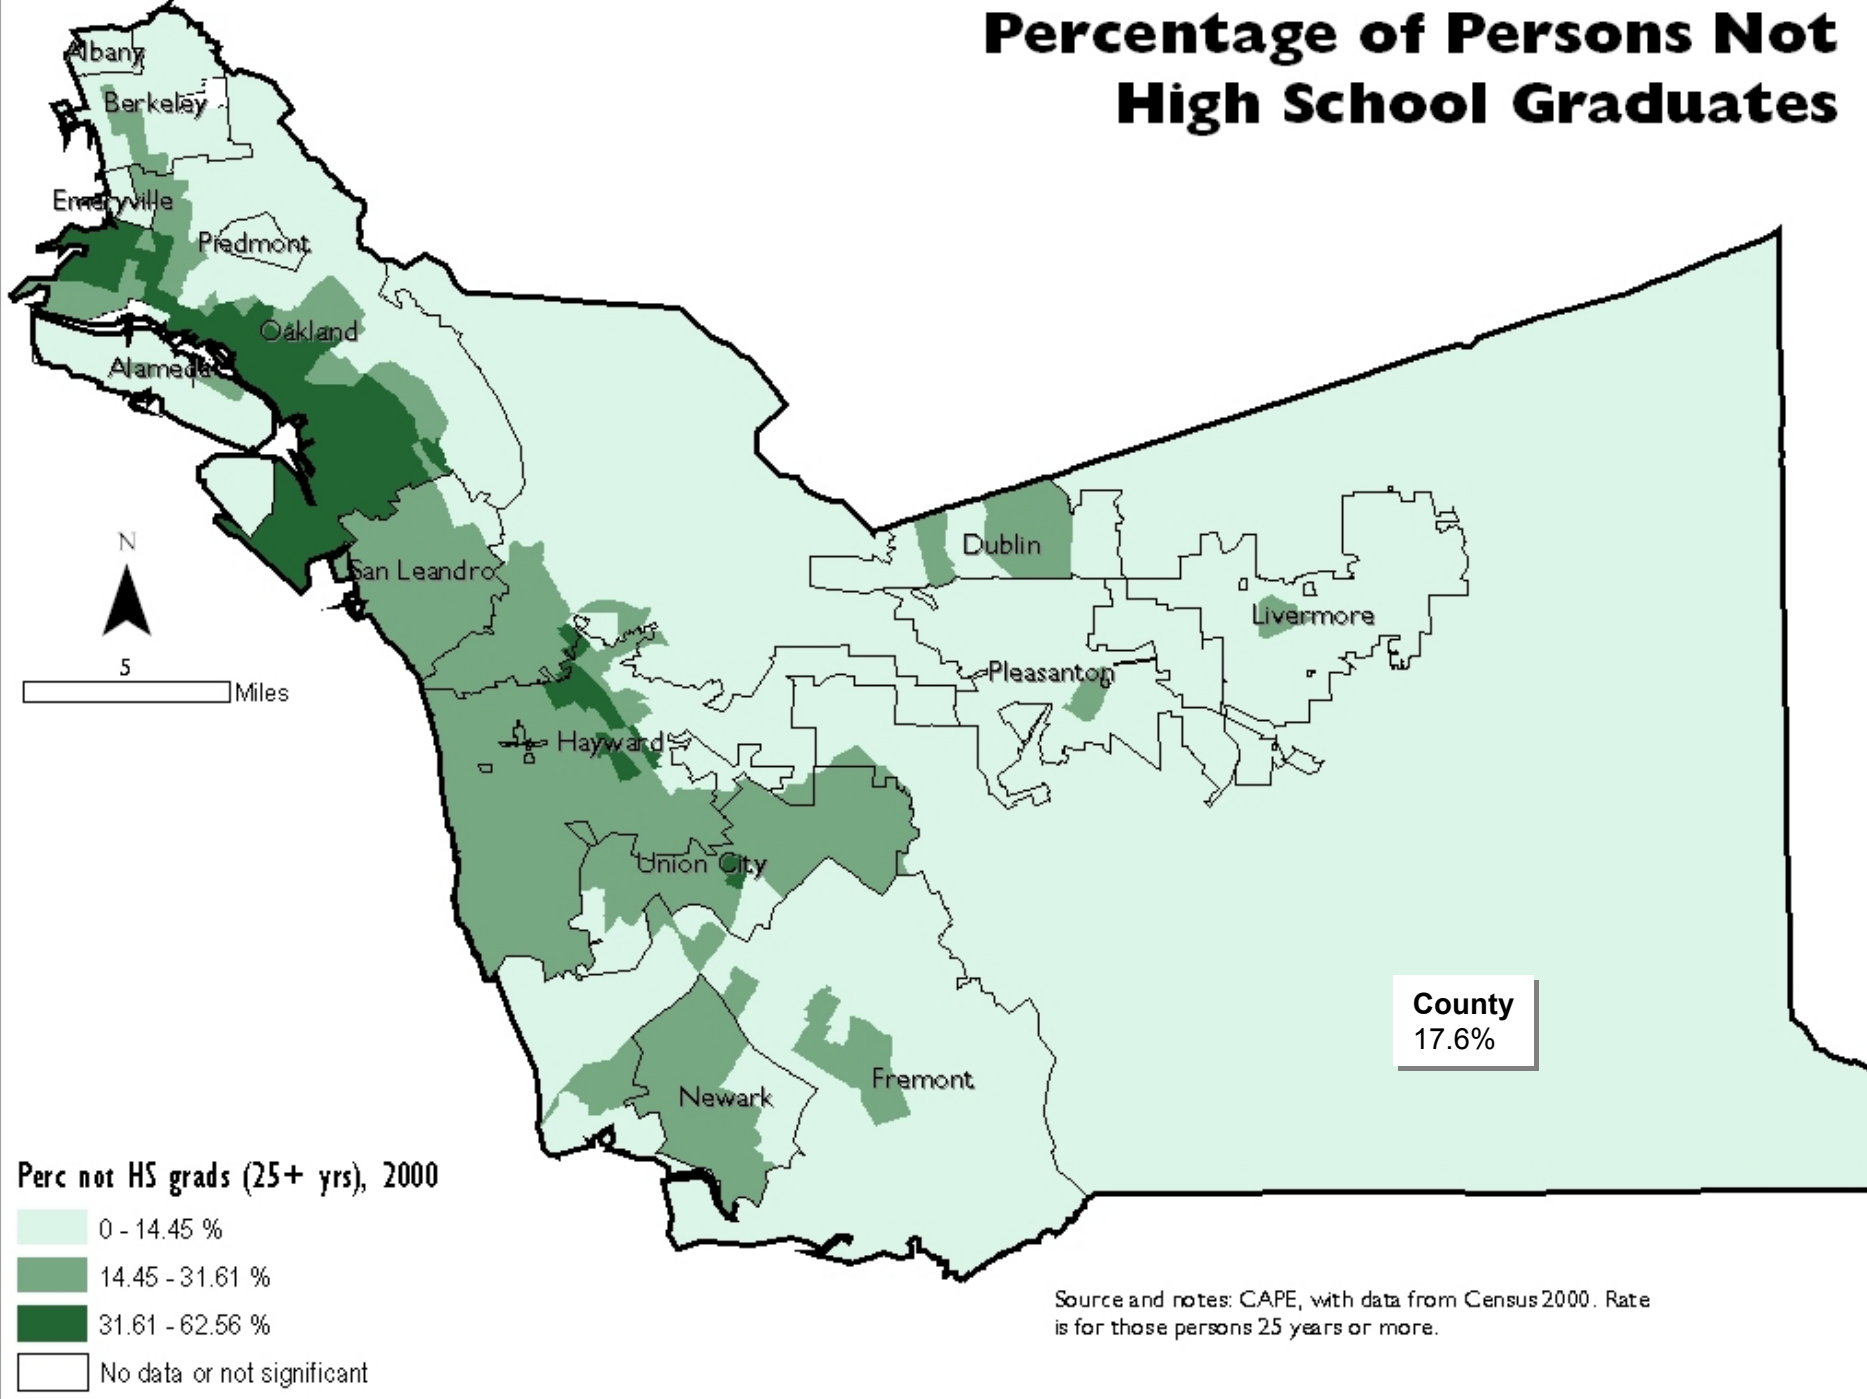 Percentage of Persons Not
High School Graduates
Albany
Berkeley
Emeryville
Piedmont
Oakland
Alameda
San Leandro
Dublin
Livermore
Pleasanton
Hayward
Union City
Newark
Fremont
N
5
Miles
County
17.6%
Perc not HS grads (25+ yrs), 2000
0 - 14.45 %
14.45 - 31.61 %
31.61 - 62.56 %
No data or not significant
Source and notes: CAPE, with data from Census 2000. Rate
is for those persons 25 years or more.